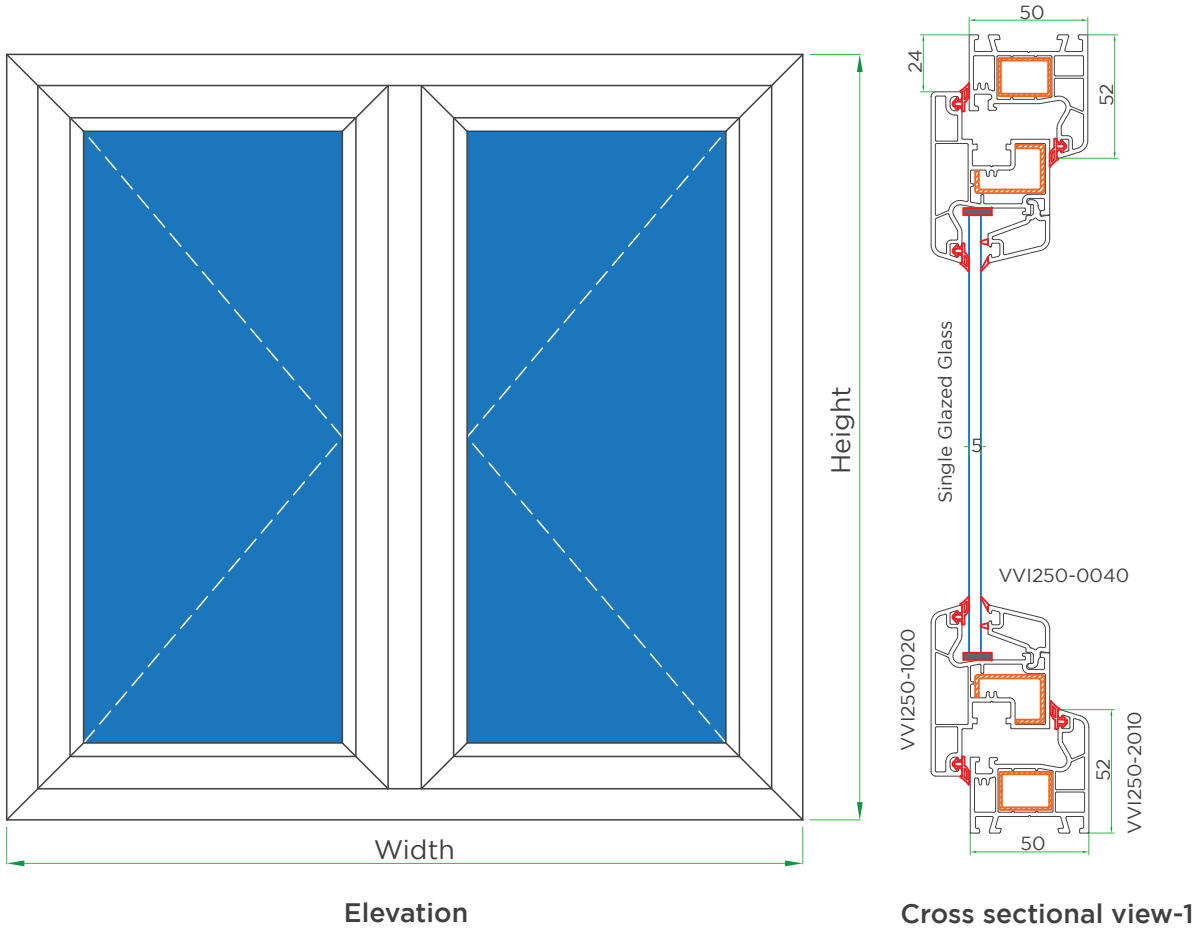 50
24
52
Height
Single Glazed Glass
5
VVI250-0040
VVI250-1020
52
VVI250-2010
50
Width
Elevation
Cross sectional view-1